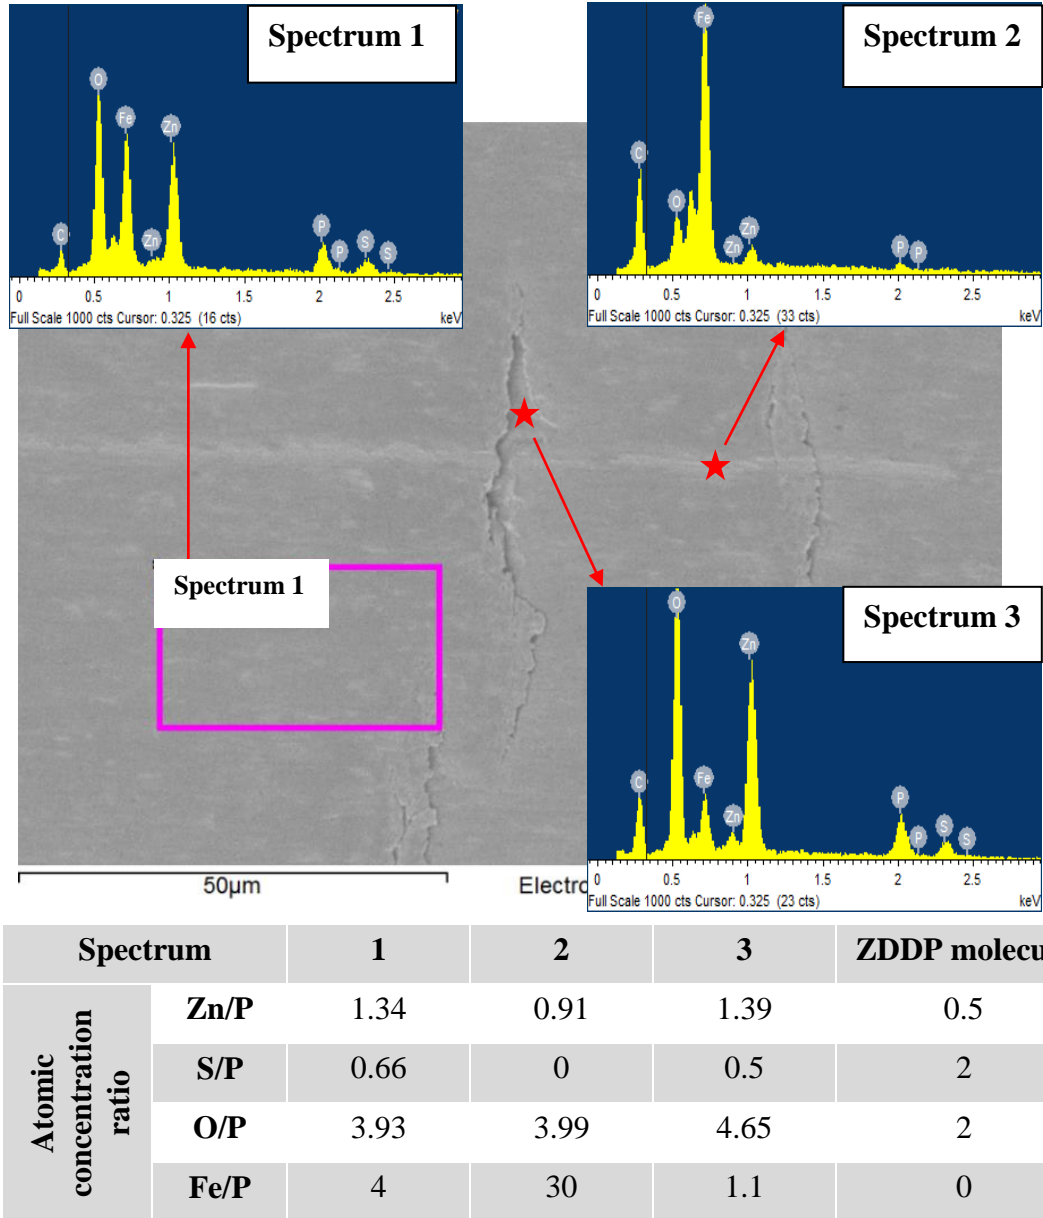 Spectrum 1
O
Fe
Zn
C
Zn
P
P
S
S
0 0.5 1 1.5 2 2.5
Full Scale 1000 cts Cursor: 0.325 (16 cts) keV
Spectrum 2
Fe
C
O
Zn
Zn
P
P
0 0.5 1 1.5 2 2.5
Full Scale 1000 cts Cursor: 0.325 (33 cts) keV
Spectrum 1
Spectrum 3
O
Zn
C
Fe
Zn
P
P
S
S
0 0.5 1 1.5 2 2.5
Full Scale 1000 cts Cursor: 0.325 (23 cts) keV
50µm Electro
Spectrum 1 2 3 ZDDP molecu
Atomic
concentration
ratio
Zn/P 1.34 0.91 1.39 0.5
S/P 0.66 0 0.5 2
O/P 3.93 3.99 4.65 2
Fe/P 4 30 1.1 0